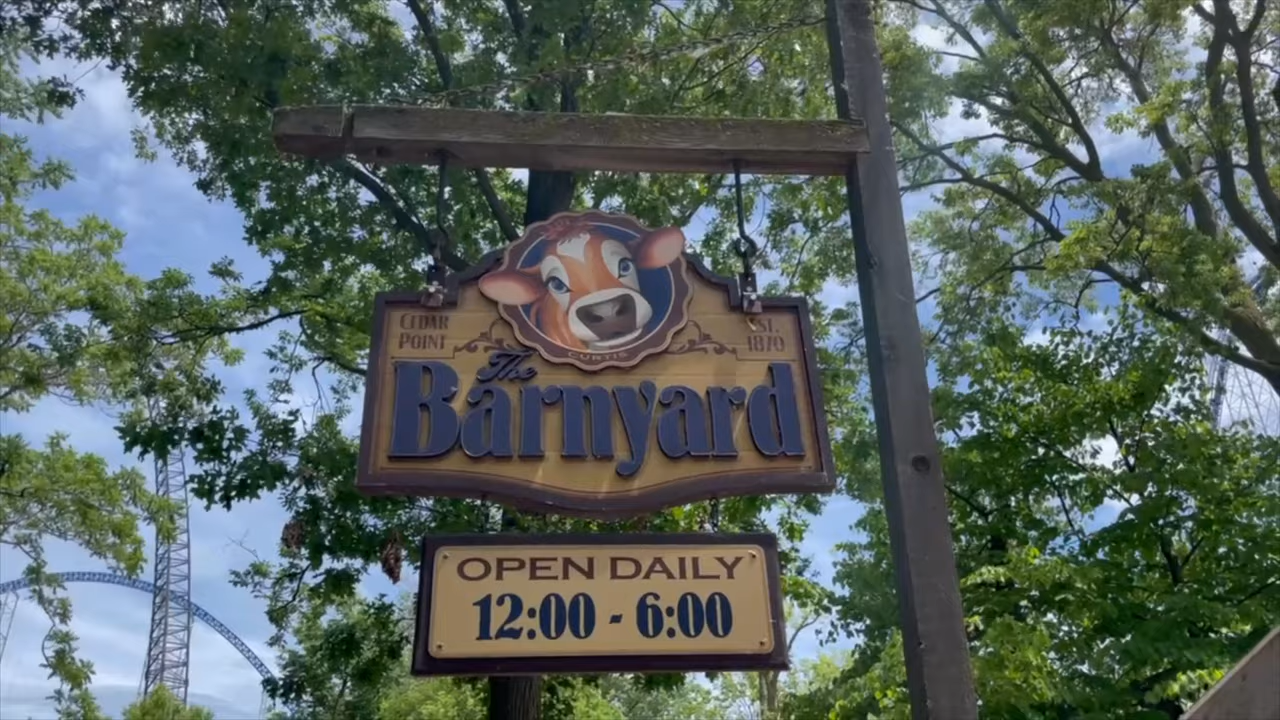 CEDAR POINT
EST. 1870
CURTIS
The
Barnyard
OPEN DAILY
12:00 - 6:00